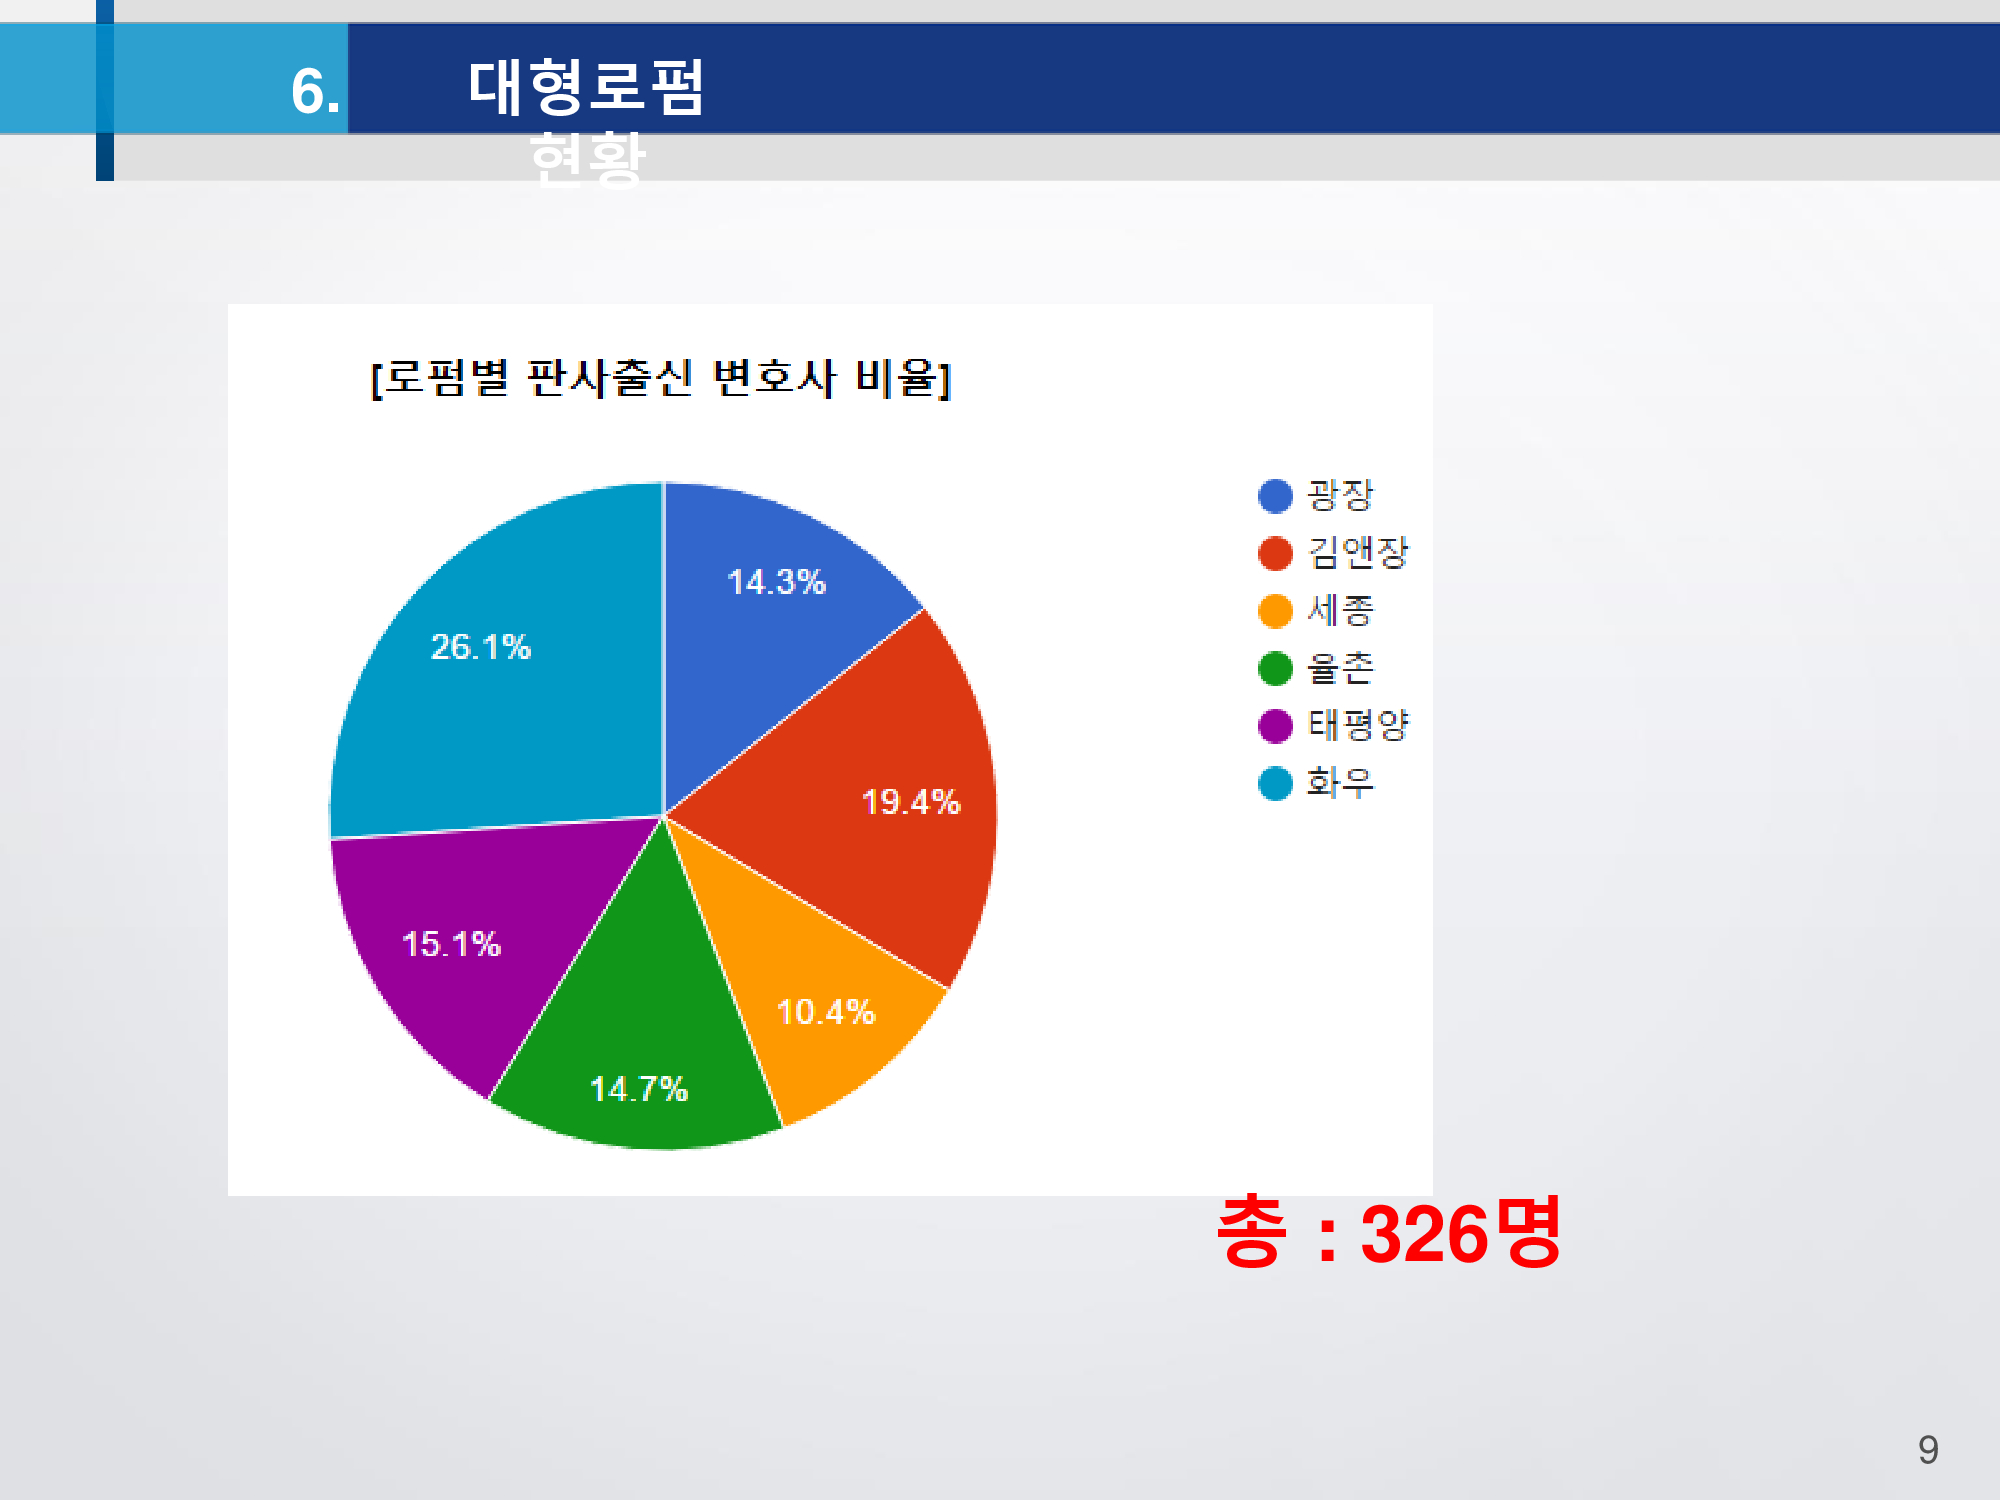 6. 대형로펌
현황
[로펌별 판사출신 변호사 비율]
광장
김앤장
세종
율촌
태평양
화우
14.3%
19.4%
10.4%
14.7%
15.1%
26.1%
총 : 326명
9